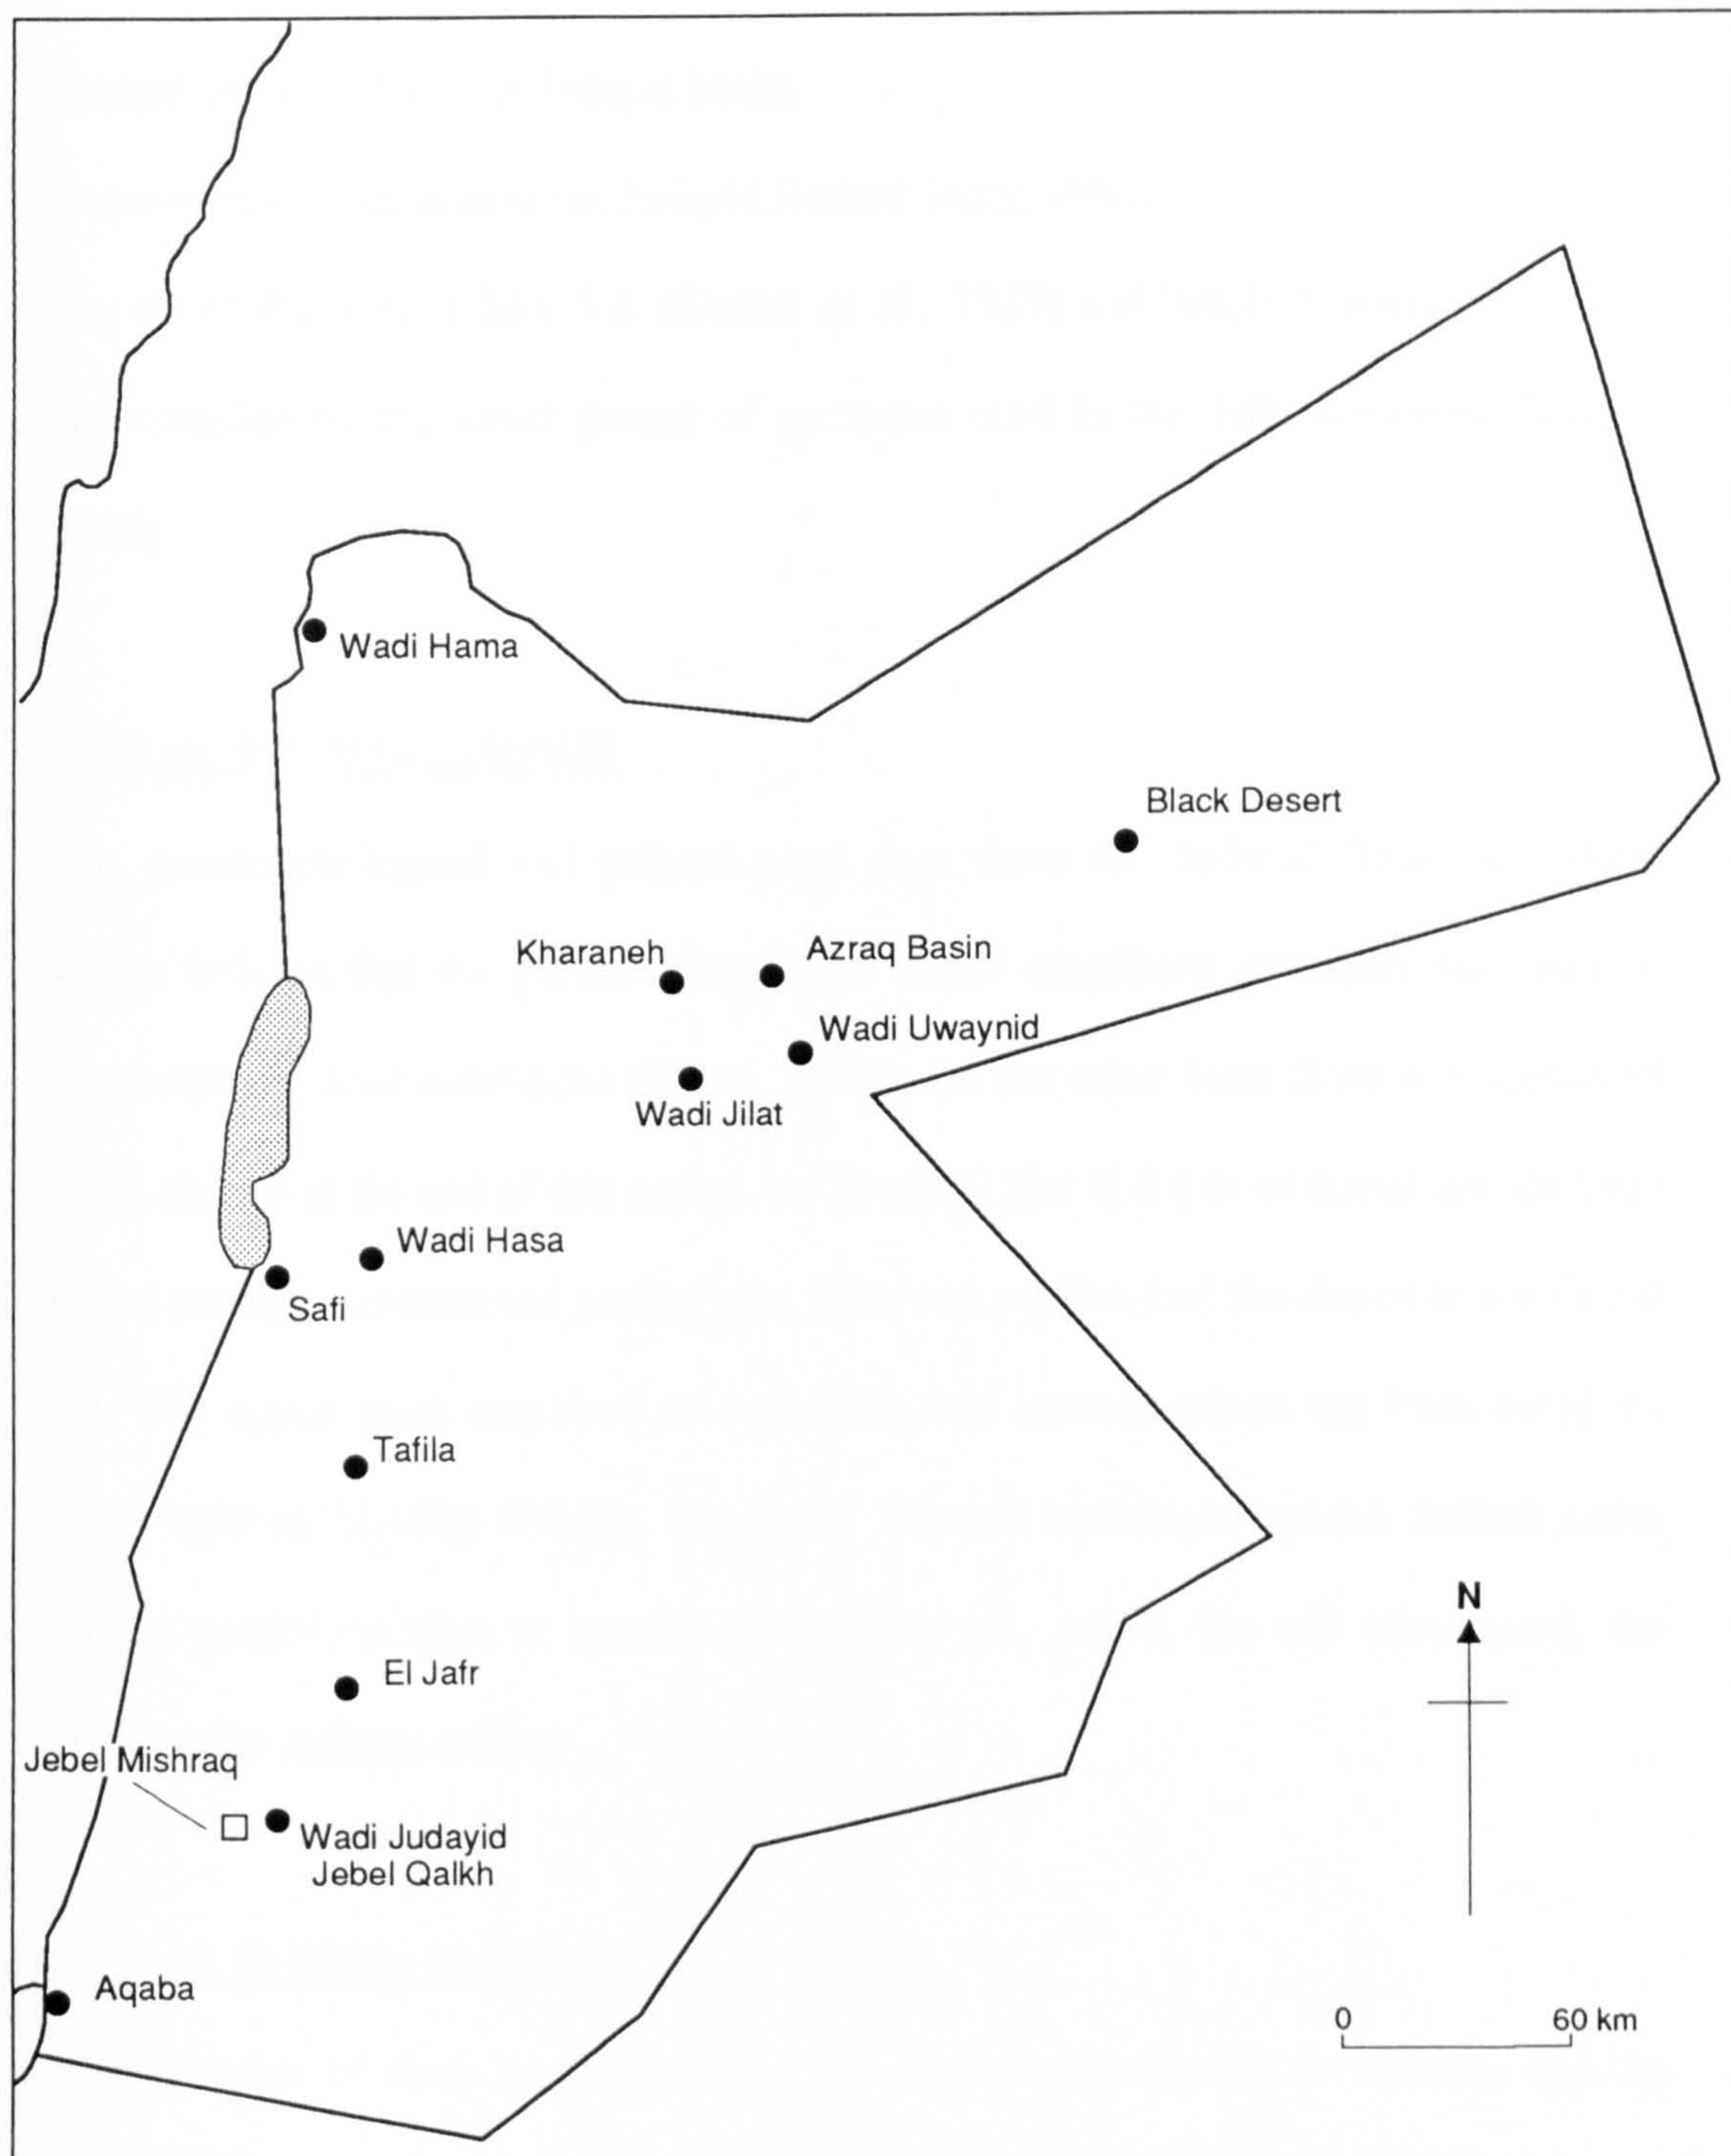 Wadi Hama
Black Desert
Kharaneh
Azraq Basin
Wadi Uwaynid
Wadi Jilat
Wadi Hasa
Safi
Tafila
N
El Jafr
Jebel Mishraq
Wadi Judayid
Jebel Qalkh
Aqaba
0 60 km